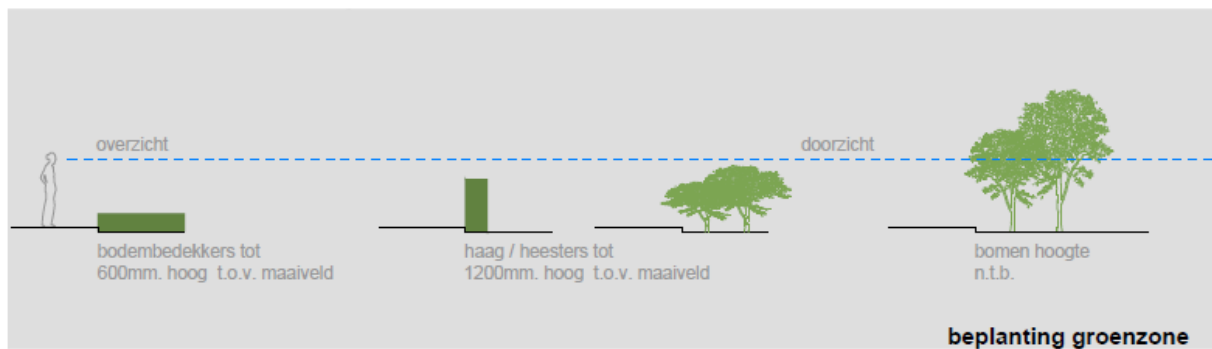 overzicht
doorzicht
bodembedekkers tot
600mm. hoog t.o.v. maaiveld
haag / heesters tot
1200mm. hoog t.o.v. maaiveld
bomen hoogte
n.t.b.
beplanting groenzone